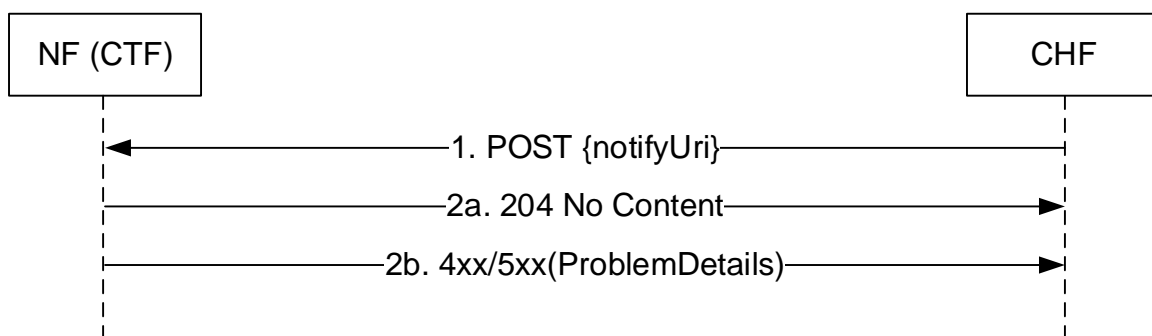 NF (CTF)
CHF
1. POST {notifyUri}
2a. 204 No Content
2b. 4xx/5xx(ProblemDetails)